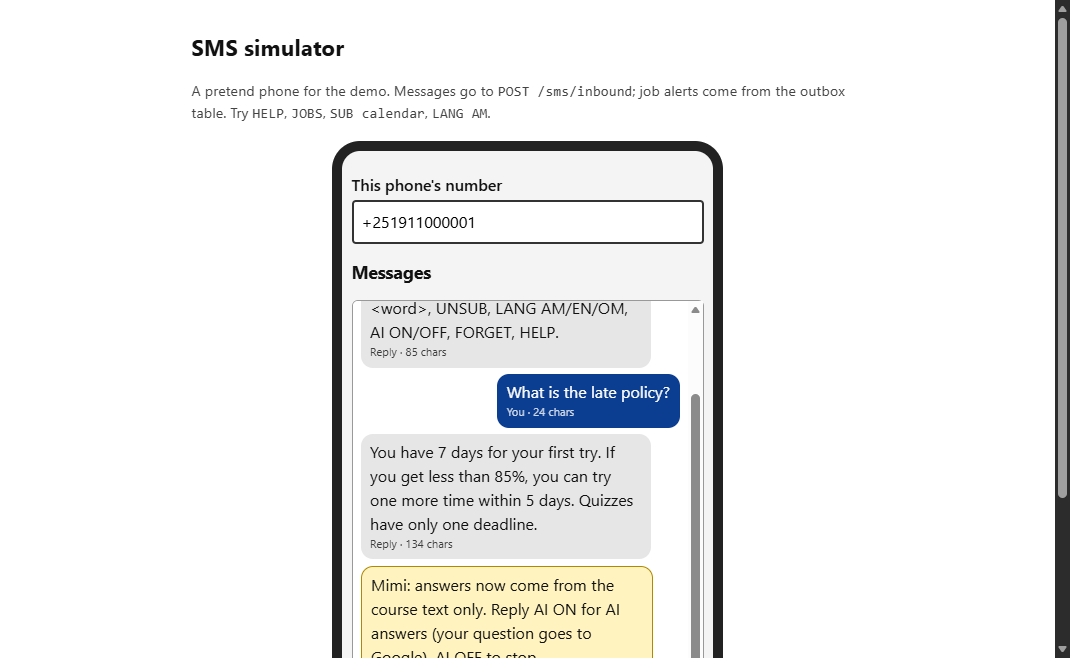 SMS simulator
A pretend phone for the demo. Messages go to POST /sms/inbound; job alerts come from the outbox
table. Try HELP, JOBS, SUB calendar, LANG AM.
This phone's number
+251911000001
Messages
<word>, UNSUB, LANG AM/EN/OM,
AI ON/OFF, FORGET, HELP.
Reply · 85 chars
What is the late policy?
You · 24 chars
You have 7 days for your first try. If
you get less than 85%, you can try
one more time within 5 days. Quizzes
have only one deadline.
Reply · 134 chars
Mimi: answers now come from the
course text only. Reply AI ON for AI
answers (your question goes to
Google), AI OFF to stop.